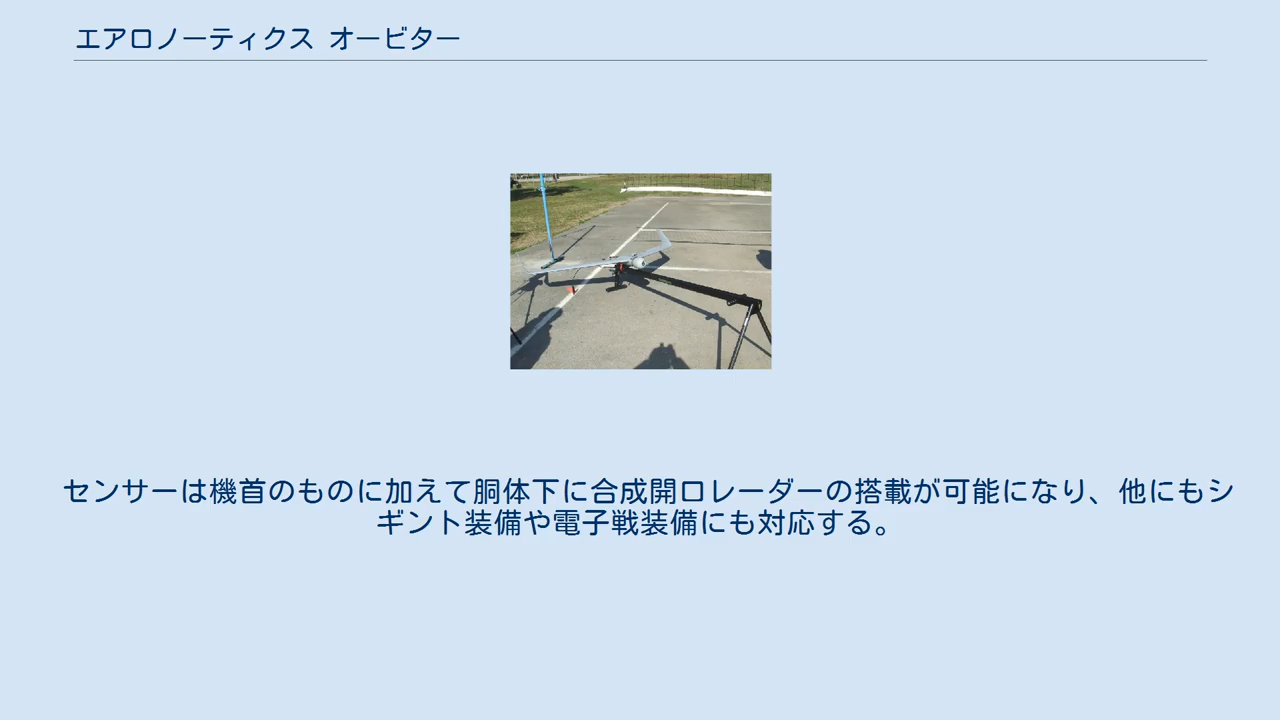 エアロノーティクス オービター
センサーは機首のものに加えて胴体下に合成開口レーダーの搭載が可能になり、他にもシ
ギント装備や電子戦装備にも対応する。